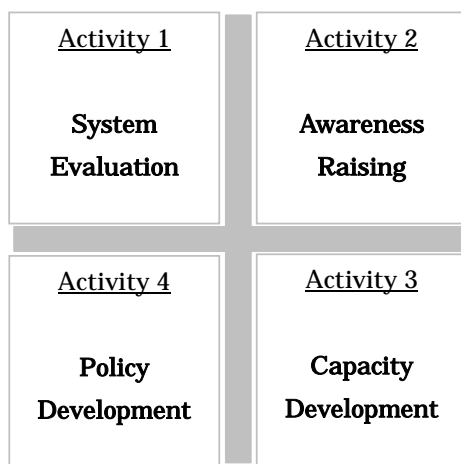 Activity 1
System
Evaluation
Activity 2
Awareness
Raising
Activity 4
Policy
Development
Activity 3
Capacity
Development